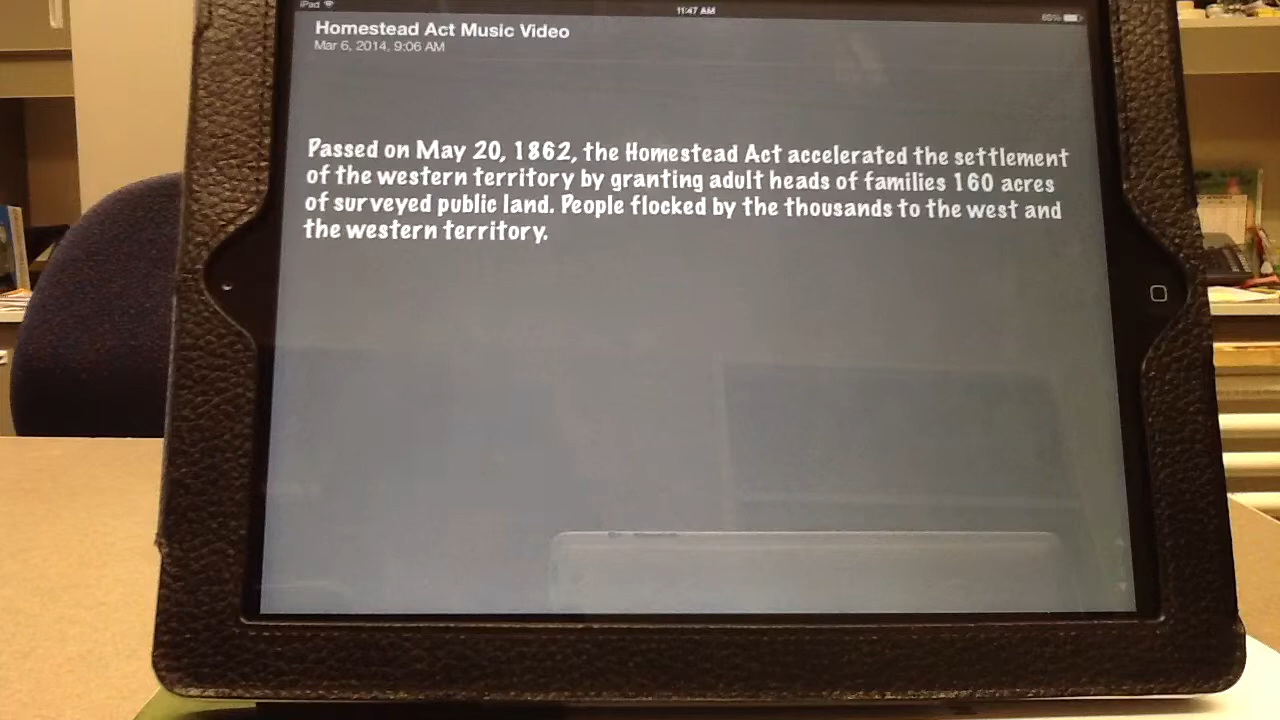 iPad 11:47 AM 85%
Homestead Act Music Video
Mar 6, 2014, 9:06 AM
Passed on May 20, 1862, the Homestead Act accelerated the settlement
of the western territory by granting adult heads of families 160 acres
of surveyed public land. People flocked by the thousands to the west and
the western territory.